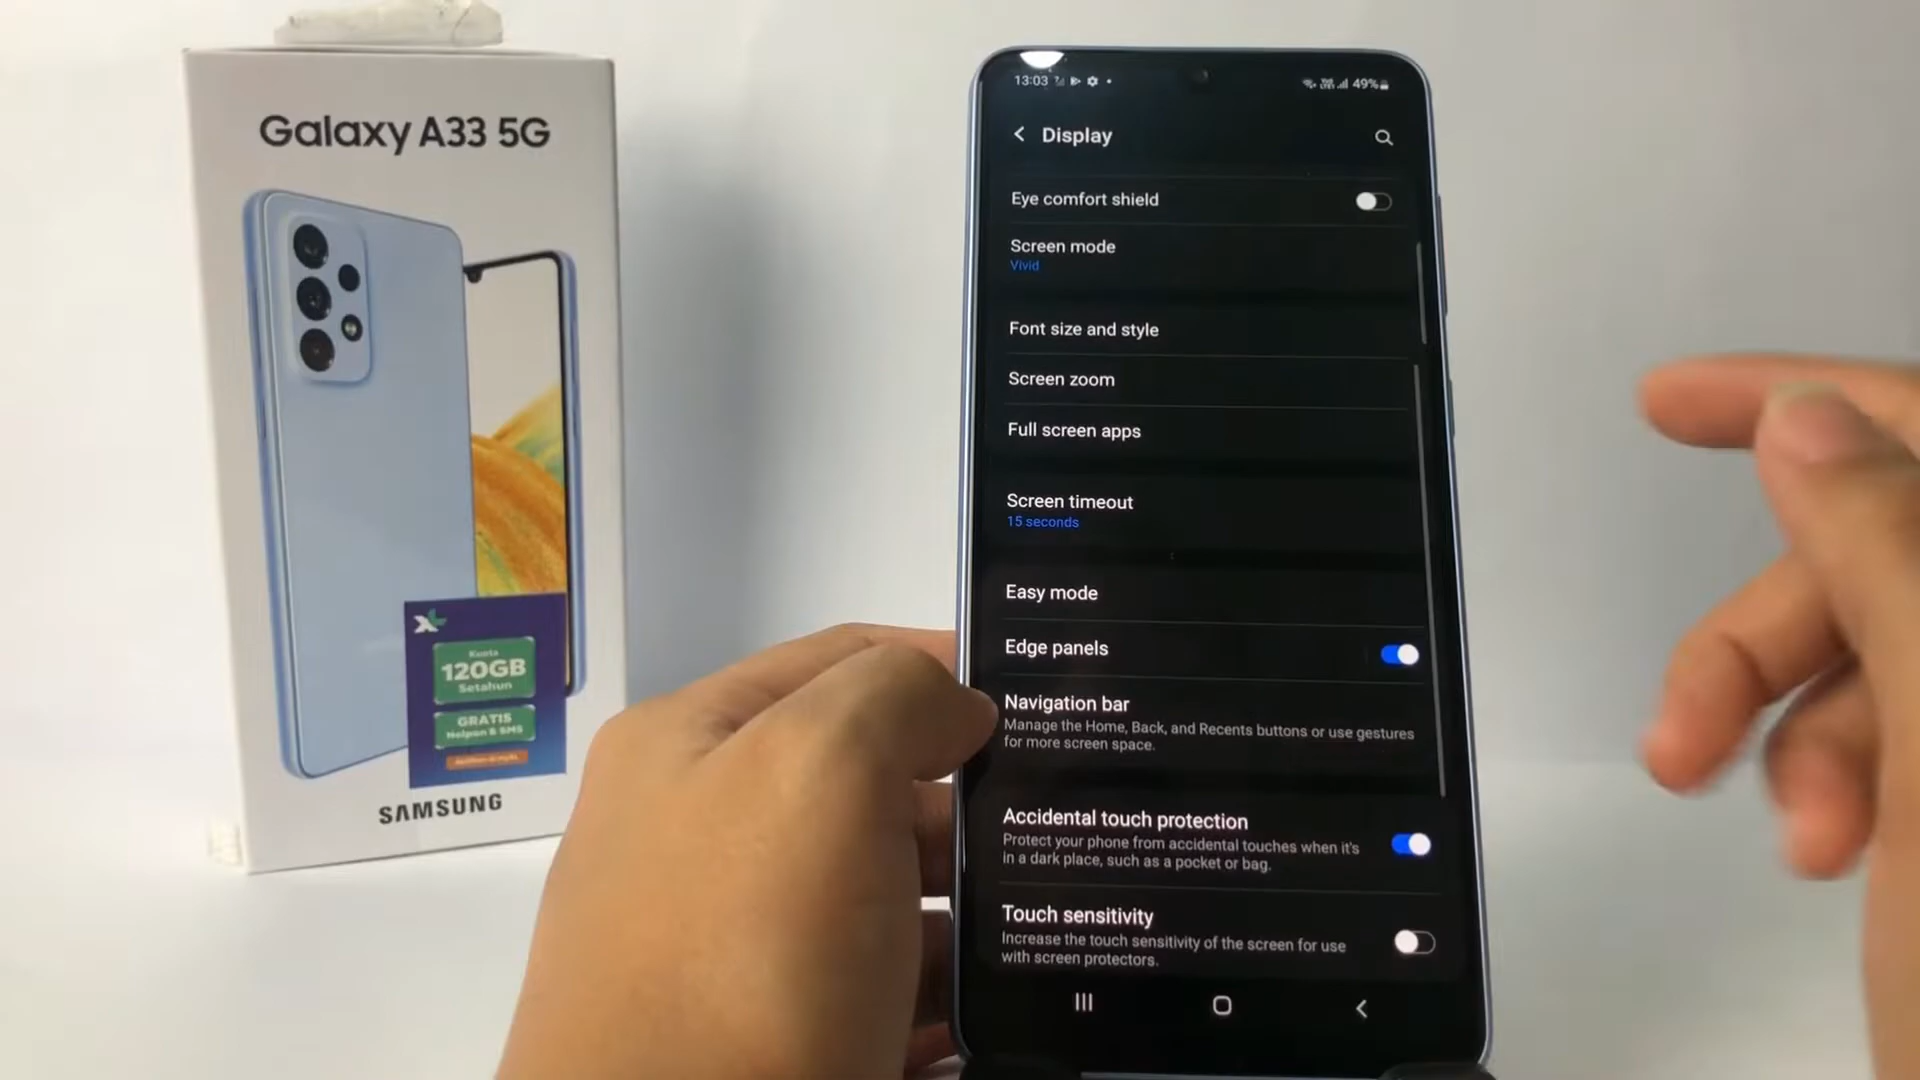 Galaxy A33 5G
XL
Kuota
120GB
Setahun
GRATIS
Nelpon & SMS
SAMSUNG
13:03
49%
Display
Eye comfort shield
Screen mode
Vivid
Font size and style
Screen zoom
Full screen apps
Screen timeout
15 seconds
Easy mode
Edge panels
Navigation bar
Manage the Home, Back, and Recents buttons or use gestures
for more screen space.
Accidental touch protection
Protect your phone from accidental touches when it's
in a dark place, such as a pocket or bag.
Touch sensitivity
Increase the touch sensitivity of the screen for use
with screen protectors.